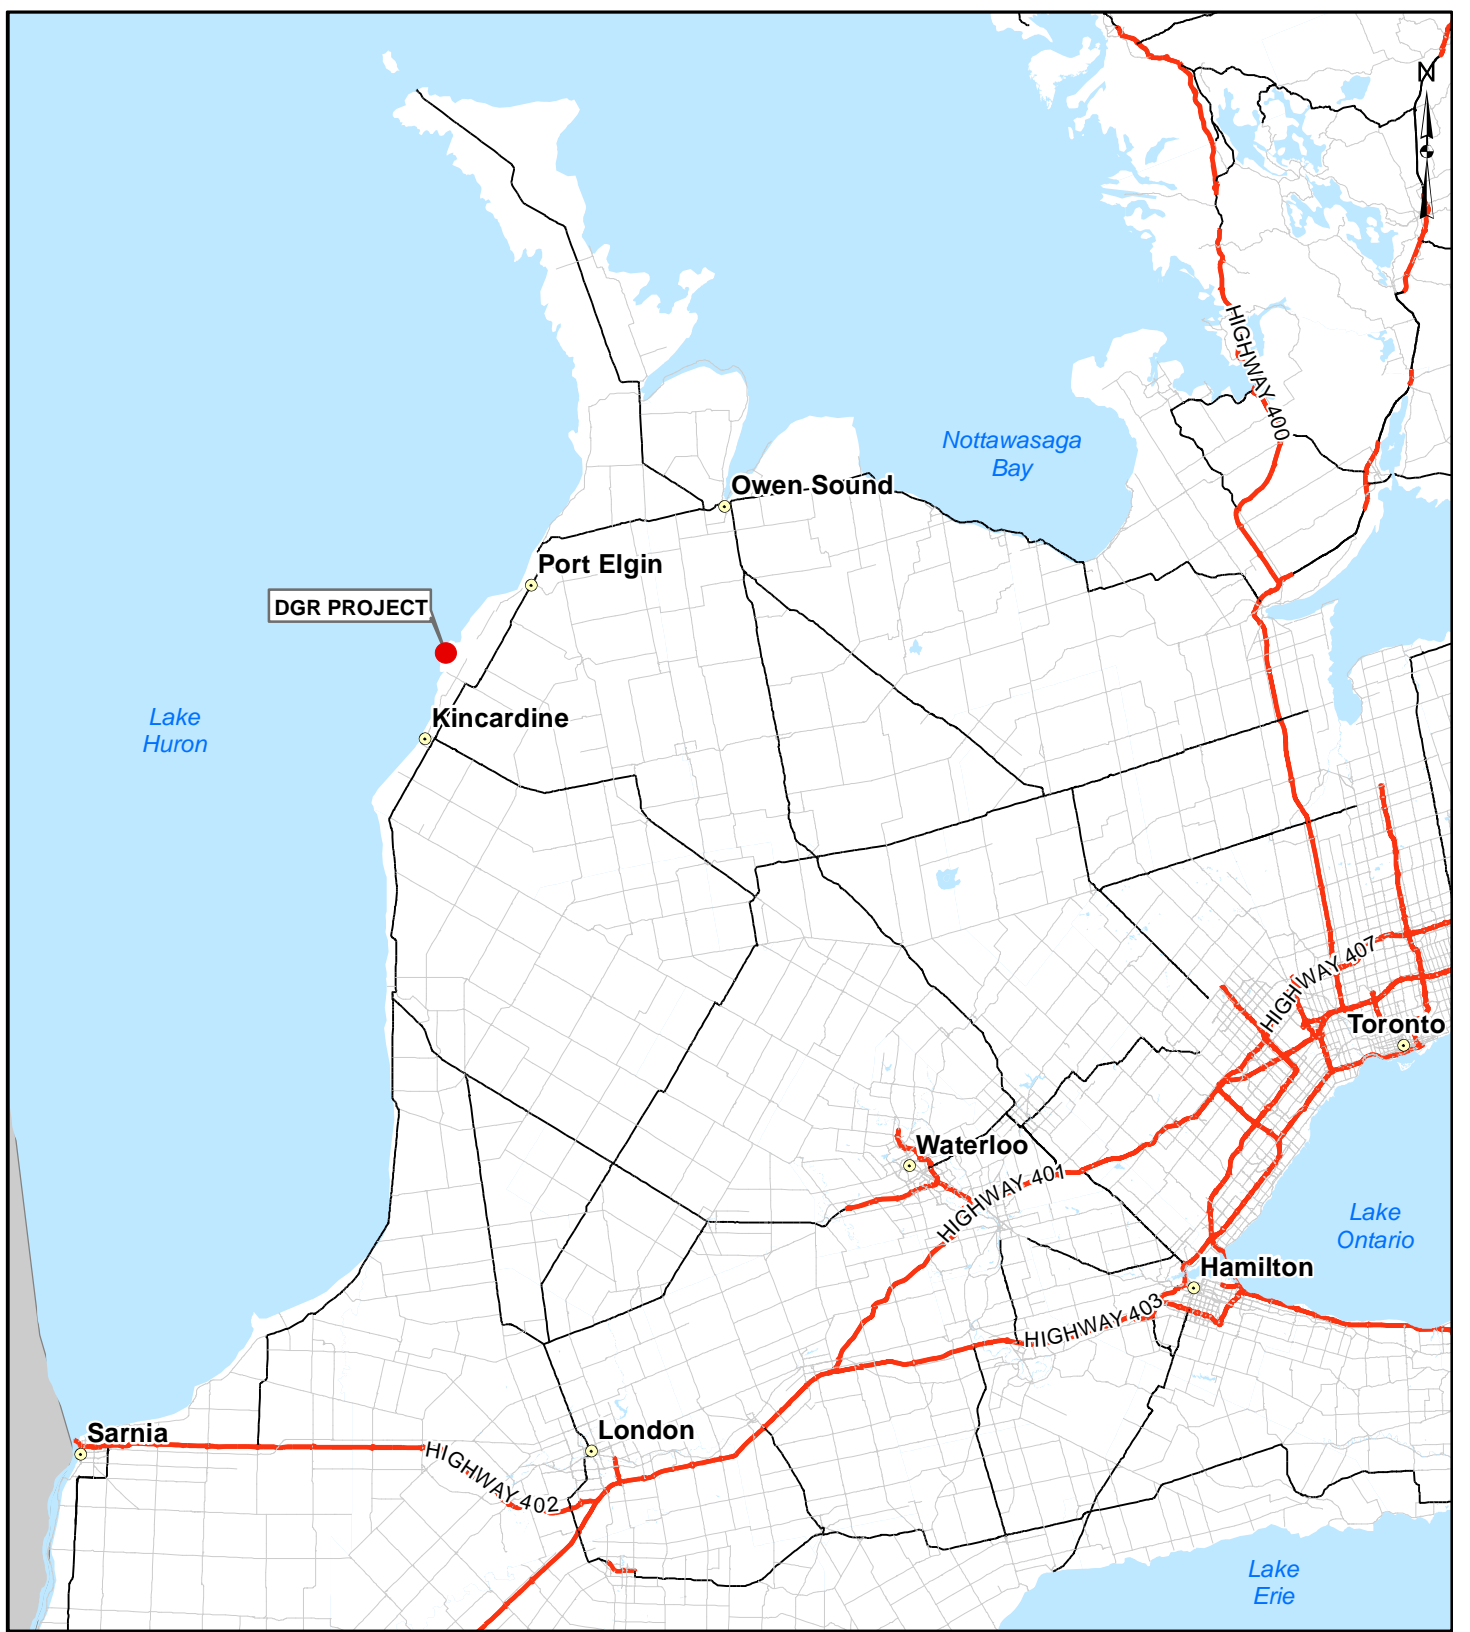 N
HIGHWAY 400
Nottawasaga
Bay
Owen Sound
Port Elgin
DGR PROJECT
Lake
Huron
Kincardine
HIGHWAY 407
Toronto
Waterloo
HIGHWAY 401
Lake
Ontario
Hamilton
HIGHWAY 403
Sarnia
London
HIGHWAY 402
Lake
Erie